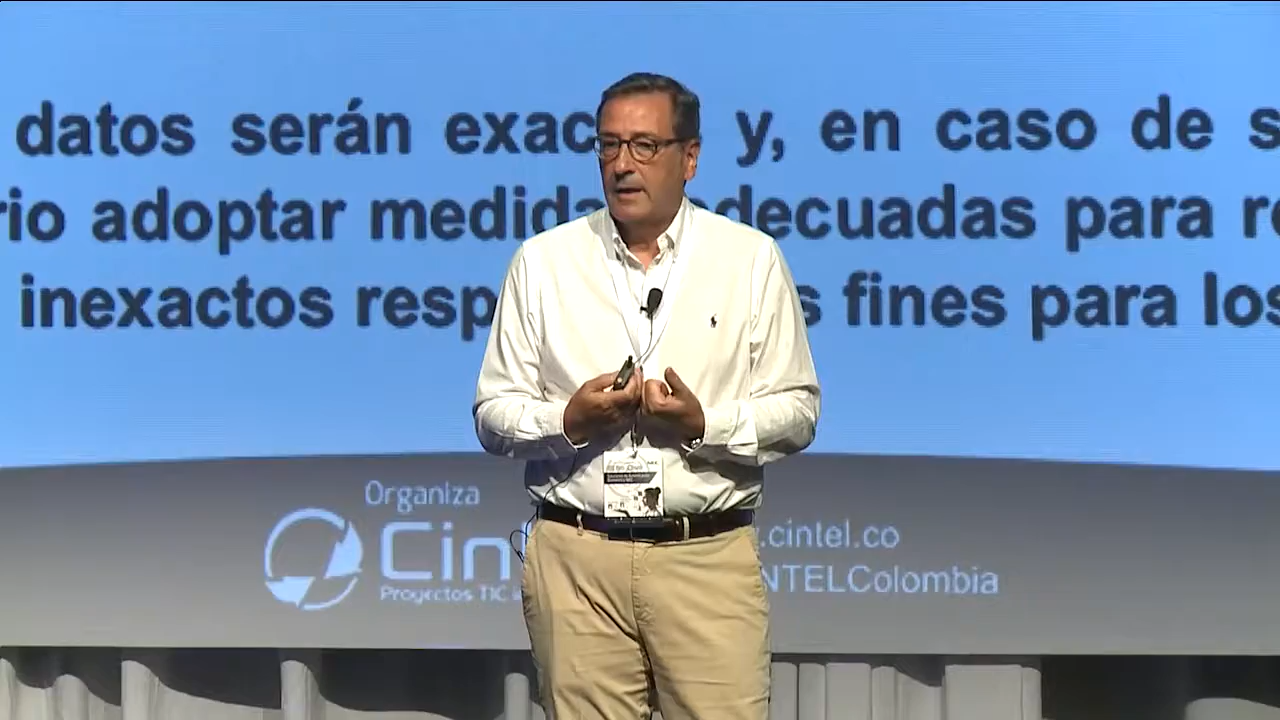 datos serán exac y, en caso de s
rio adoptar medida adecuadas para re
inexactos resp s fines para los
Organiza
Cin
Proyectos TIC
.cintel.co
NTELColombia